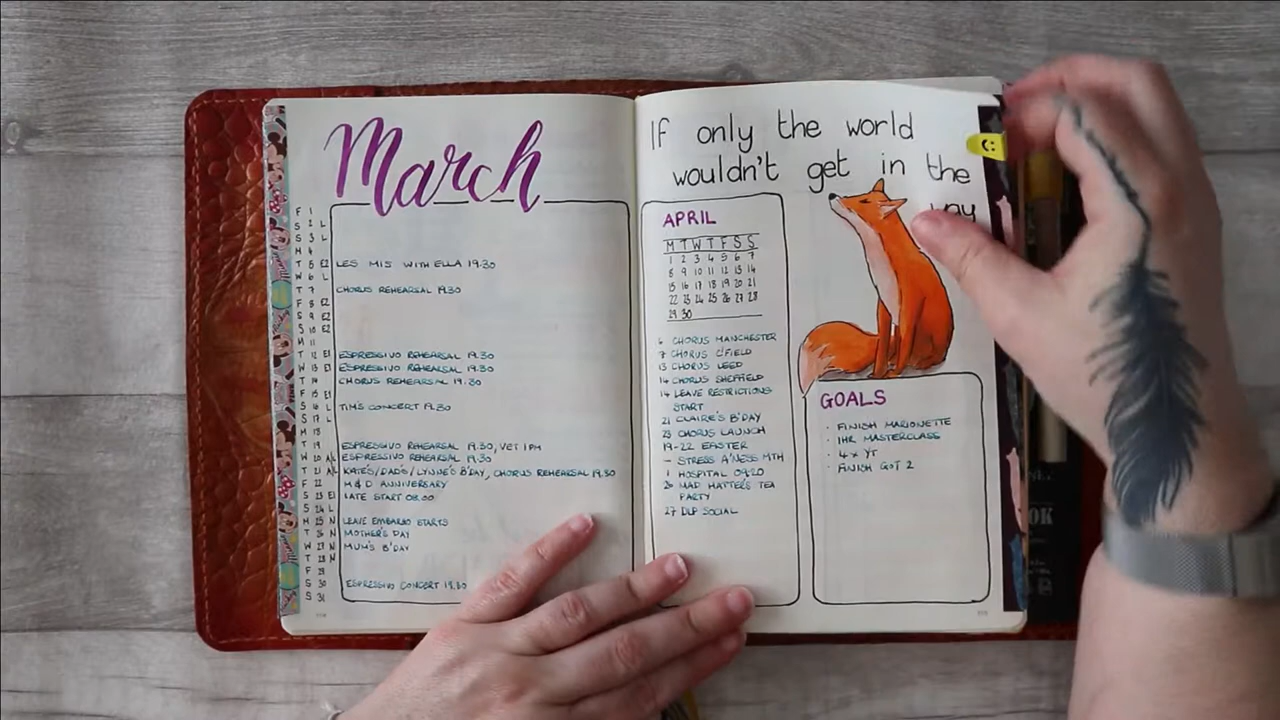 March
F 1
S 2 L
S 3 L
M 4
T 5 E2 LES MIS WITH ELLA 19.30
W 6 L
T 7 CHORUS REHEARSAL 19.30
F 8 E2
S 9 E2
S 10 E2
M 11
T 12 E1 ESPRESSIVO REHEARSAL 19.30
W 13 E1 ESPRESSIVO REHEARSAL 19.30
T 14 CHORUS REHEARSAL 19.30
F 15 E1
S 16 L TIM'S CONCERT 19.30
S 17 L
M 18
T 19 ESPRESSIVO REHEARSAL 19.30, VET 1PM
W 20 A/L ESPRESSIVO REHEARSAL 19.30
T 21 A/L KATE'S/DAD'S/LYNNE'S B'DAY, CHORUS REHEARSAL 19.30
F 22 M&D ANNIVERSARY
S 23 E1 LATE START 08.00
S 24 L
M 25 N LEAVE EMBARGO STARTS
T 26 N MOTHER'S DAY
W 27 N MUM'S B'DAY
T 28 N
F 29
S 30 ESPRESSIVO CONCERT 19.30
S 31
If only the world
wouldn't get in the
way
APRIL
M T W T F S S
1 2 3 4 5 6 7
8 9 10 11 12 13 14
15 16 17 18 19 20 21
22 23 24 25 26 27 28
29 30
6 CHORUS MANCHESTER
7 CHORUS C'FIELD
13 CHORUS LEED
14 CHORUS SHEFFIELD
14 LEAVE RESTRICTIONS
START
21 CLAIRE'S B'DAY
23 CHORUS LAUNCH
19-22 EASTER
- STRESS A'NESS MTH
1 HOSPITAL 09.20
20 MAD HATTER'S TEA
PARTY
27 DLP SOCIAL
GOALS
· FINISH MARIONETTE
· 1HR MASTERCLASS
· 4 x YT
· FINISH GOT 2